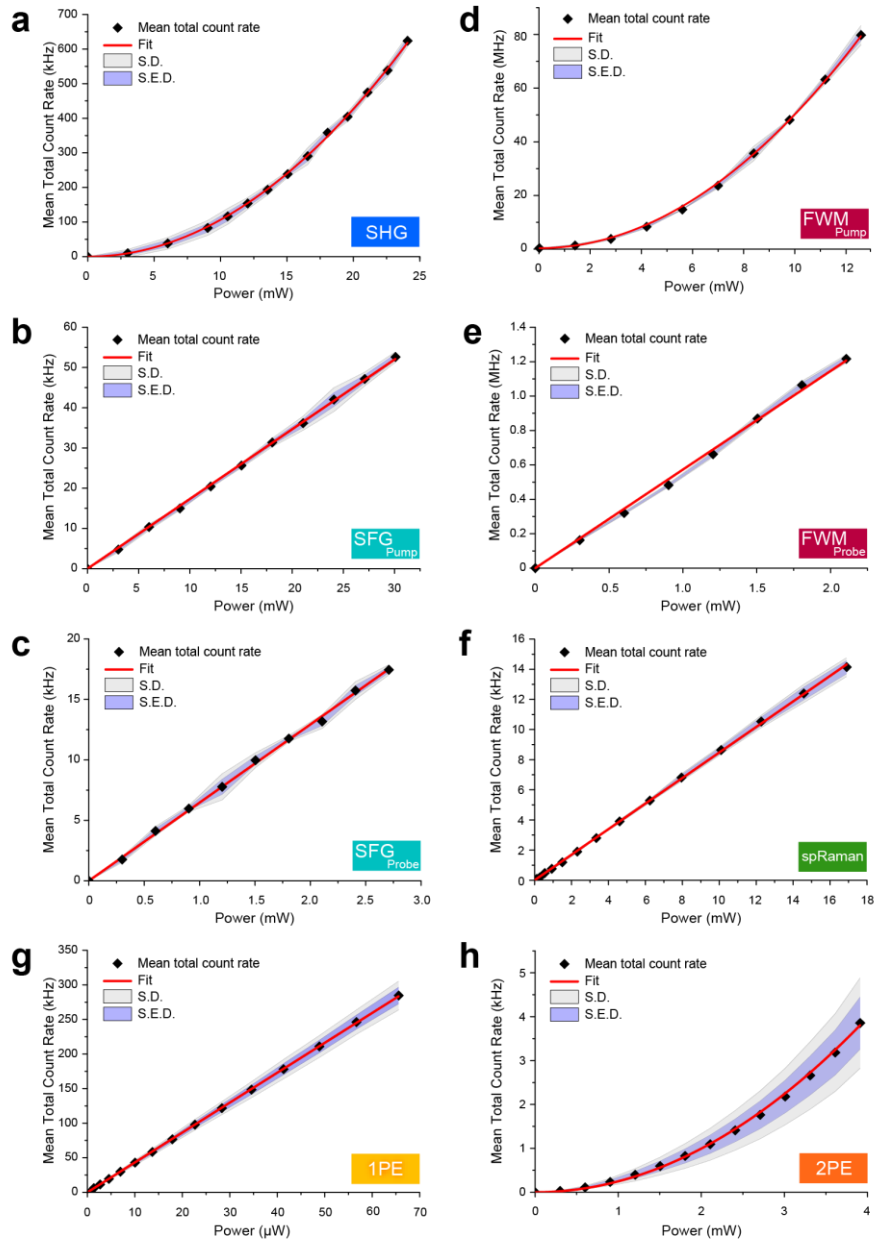 a
Mean Total Count Rate (kHz)
700
600
500
400
300
200
100
0
Mean total count rate
Fit
S.D.
S.E.D.
SHG
0 5 10 15 20 25
Power (mW)
d
Mean Total Count Rate (MHz)
80
60
40
20
0
Mean total count rate
Fit
S.D.
S.E.D.
FWM
Pump
0 2 4 6 8 10 12
Power (mW)
b
Mean Total Count Rate (kHz)
60
50
40
30
20
10
0
Mean total count rate
Fit
S.D.
S.E.D.
SFG
Pump
0 5 10 15 20 25 30
Power (mW)
e
Mean Total Count Rate (MHz)
1.4
1.2
1.0
0.8
0.6
0.4
0.2
0
Mean total count rate
Fit
S.D.
S.E.D.
FWM
Probe
0 0.5 1.0 1.5 2.0
Power (mW)
c
Mean Total Count Rate (kHz)
20
15
10
5
0
Mean total count rate
Fit
S.D.
S.E.D.
SFG
Probe
0 0.5 1.0 1.5 2.0 2.5 3.0
Power (mW)
f
Mean Total Count Rate (kHz)
16
14
12
10
8
6
4
2
0
Mean total count rate
Fit
S.D.
S.E.D.
spRaman
0 2 4 6 8 10 12 14 16 18
Power (mW)
g
Mean Total Count Rate (kHz)
350
300
250
200
150
100
50
0
Mean total count rate
Fit
S.D.
S.E.D.
1PE
0 10 20 30 40 50 60 70
Power (µW)
h
Mean Total Count Rate (kHz)
5
4
3
2
1
0
Mean total count rate
Fit
S.D.
S.E.D.
2PE
0 1 2 3 4
Power (mW)